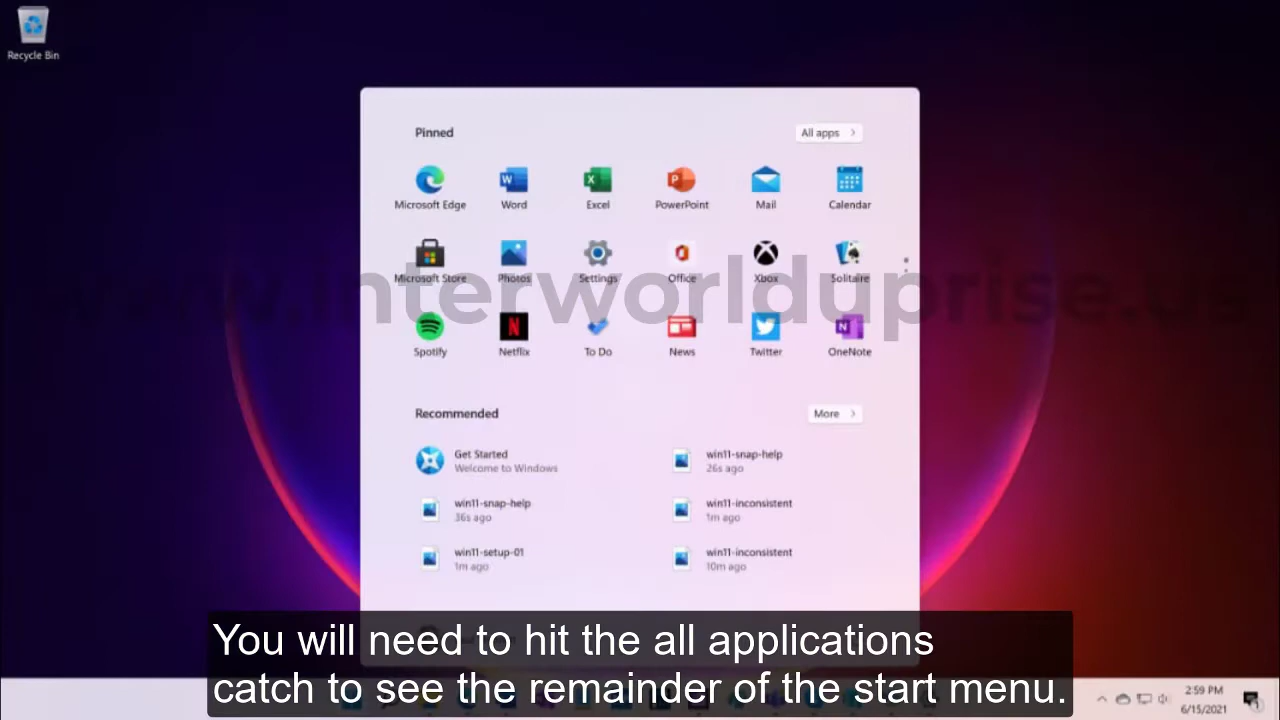 Recycle Bin
Pinned
All apps
Microsoft Edge Word Excel PowerPoint Mail Calendar
Microsoft Store Photos Settings Office Xbox Solitaire
www.interworlduprise.us
Spotify Netflix To Do News Twitter OneNote
Recommended
More
Get Started
Welcome to Windows
win11-snap-help
26s ago
win11-snap-help
36s ago
win11-inconsistent
1m ago
win11-setup-01
1m ago
win11-inconsistent
10m ago
You will need to hit the all applications
catch to see the remainder of the start menu.
2:59 PM
6/15/2021